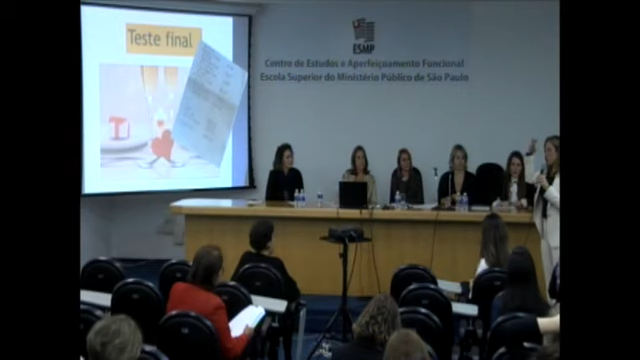 Teste final
ESMP
Centro de Estudos e Aperfeiçoamento Funcional
Escola Superior do Ministério Público de São Paulo